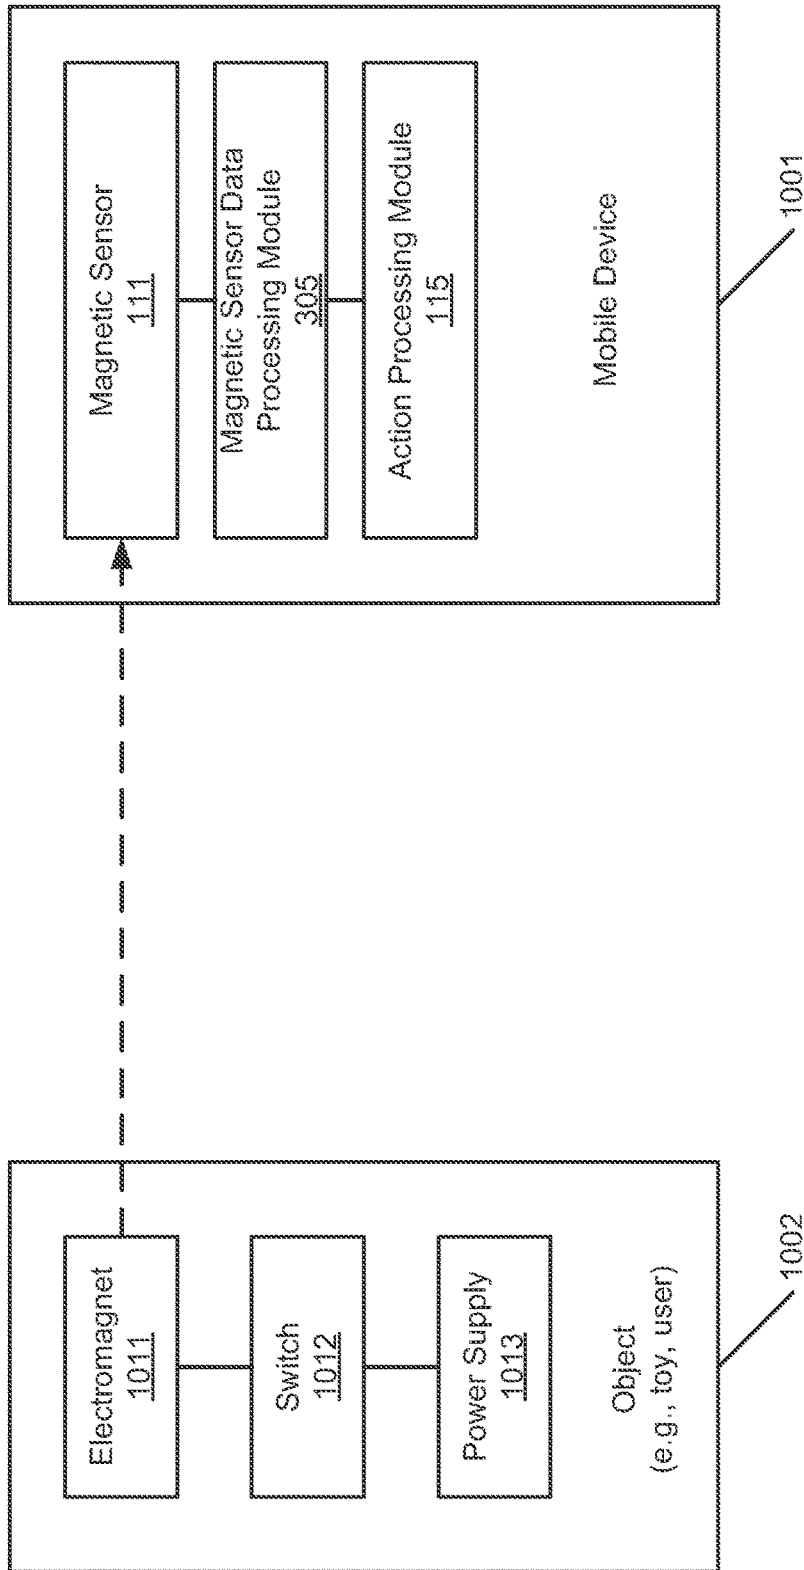 Electromagnet
1011
Switch
1012
Power Supply
1013
Object
(e.g., toy, user)
1002
Magnetic Sensor
111
Magnetic Sensor Data
Processing Module
305
Action Processing Module
115
Mobile Device
1001